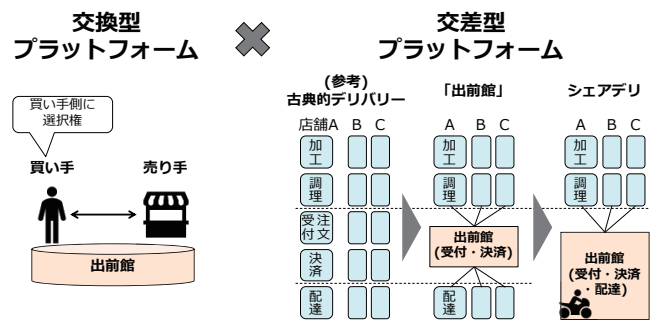 交換型
プラットフォーム
買い手側に
選択権
買い手
売り手
出前館
交差型
プラットフォーム
(参考)
古典的デリバリー
店舗A B C
加工
調理
受付 注文
決済
配達
「出前館」
A B C
加工
調理
出前館
(受付・決済)
配達
シェアデリ
A B C
加工
調理
出前館
(受付・決済
・配達)